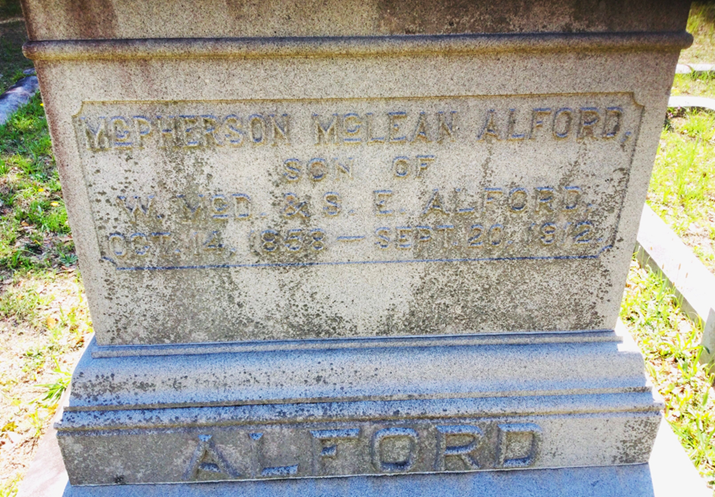 McPHERSON McLEAN ALFORD,
SON OF
W. McD. & S. E. ALFORD.
OCT. 14, 1858 — SEPT. 20, 1912.
ALFORD